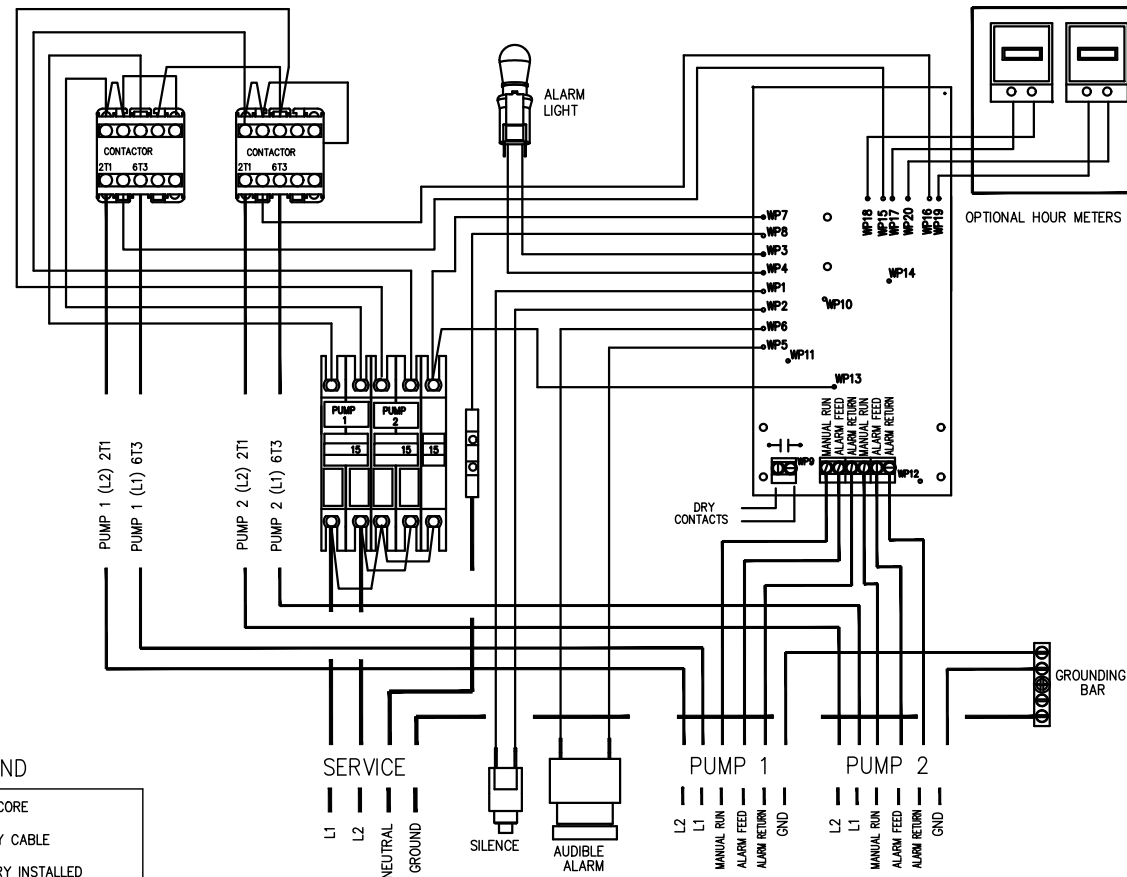 ALARM
LIGHT
CONTACTOR
2T1 6T3
CONTACTOR
2T1 6T3
OPTIONAL HOUR METERS
WP18
WP15
WP17
WP20
WP16
WP19
WP7
WP8
WP3
WP4
WP1
WP2
WP6
WP5
WP14
WP10
WP11
WP13
PUMP
1
15
PUMP
2
15
15
MANUAL RUN
ALARM FEED
ALARM RETURN
MANUAL RUN
ALARM FEED
ALARM RETURN
WP9
WP12
DRY
CONTACTS
PUMP 1 (L2) 2T1
PUMP 1 (L1) 6T3
PUMP 2 (L2) 2T1
PUMP 2 (L1) 6T3
GROUNDING
BAR
ND
CORE
Y CABLE
RY INSTALLED
SERVICE
L1
L2
NEUTRAL
GROUND
SILENCE
AUDIBLE
ALARM
PUMP 1
L2
L1
MANUAL RUN
ALARM FEED
ALARM RETURN
GND
PUMP 2
L2
L1
MANUAL RUN
ALARM FEED
ALARM RETURN
GND